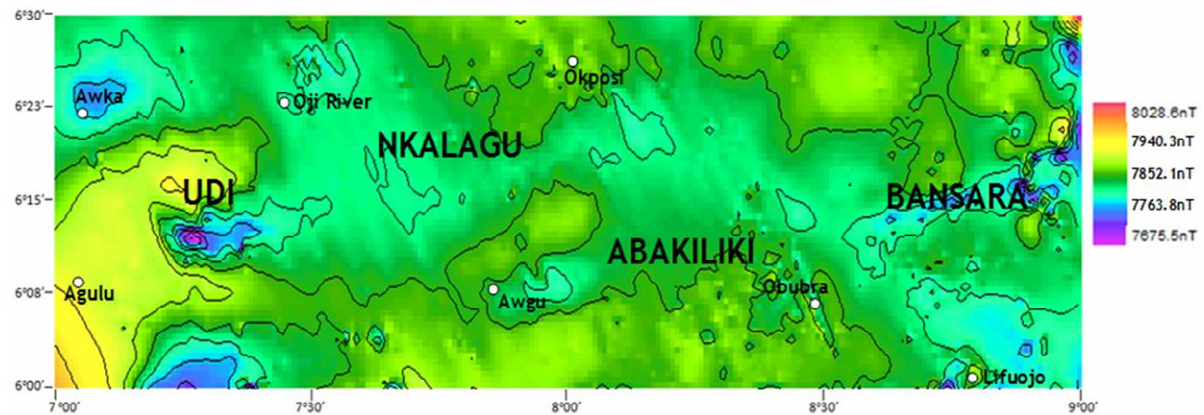 6°30'
Okposi
Awka
Oji River
6°23'
NKALAGU
8028.6nT
7940.3nT
7852.1nT
7763.8nT
7675.5nT
UDI
BANSARA
6°15'
ABAKILIKI
Agulu
6°08'
Awgu
Obubra
Lifuojo
6°00'
7°00'
7°30'
8°00'
8°30'
9°00'